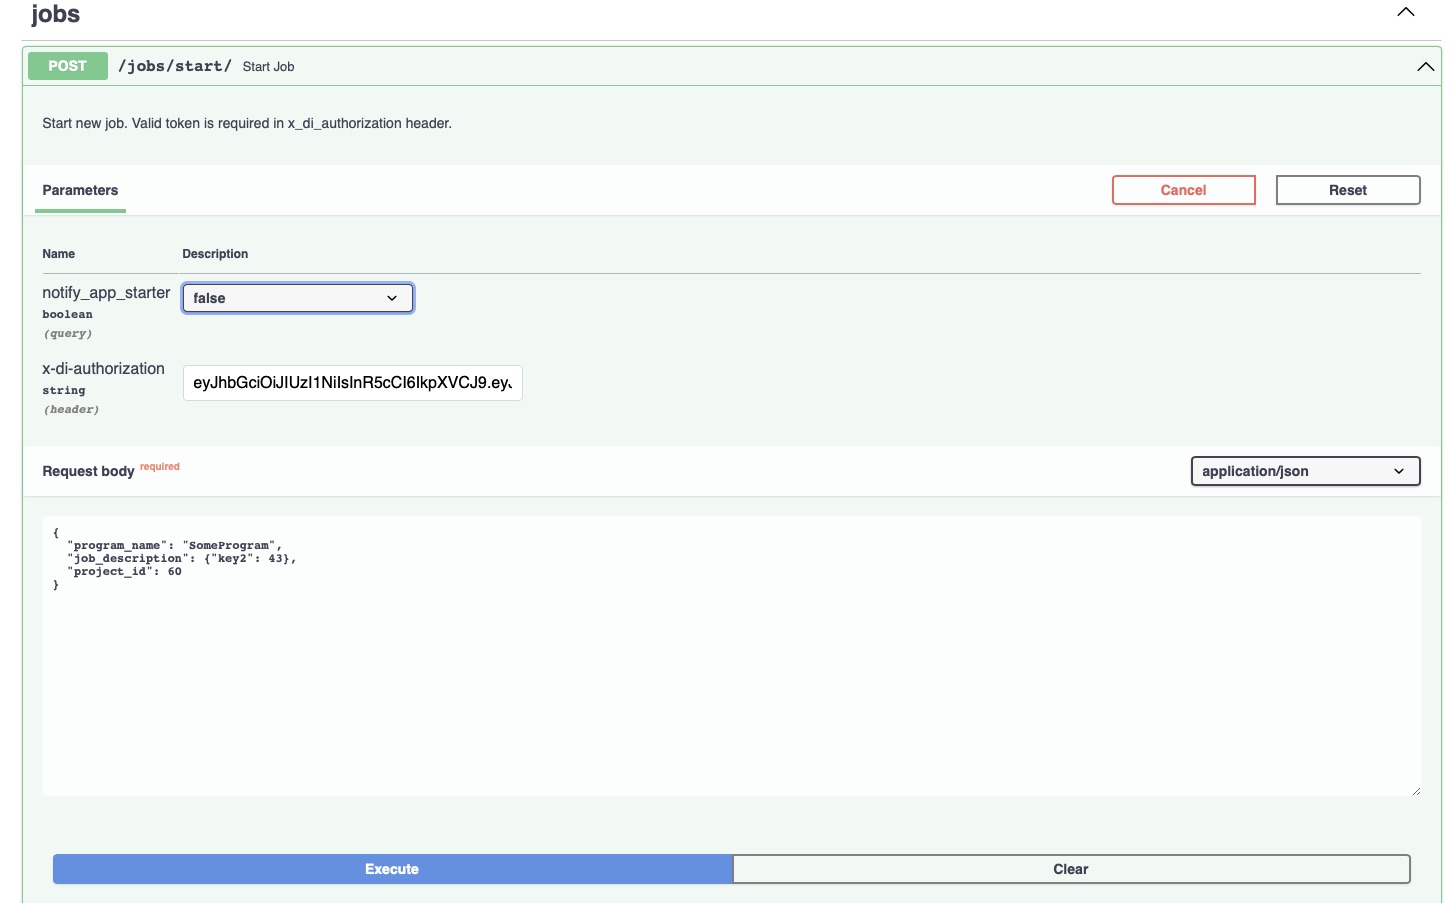 jobs
POST /jobs/start/ Start Job
Start new job. Valid token is required in x_di_authorization header.
Parameters
Cancel
Reset
Name Description
notify_app_starter
boolean
(query)
false
x-di-authorization
string
(header)
eyJhbGciOiJIUzI1NiIsInR5cCI6IkpXVCJ9.eyJ
Request body required
application/json
{
"program_name": "SomeProgram",
"job_description": {"key2": 43},
"project_id": 60
}
Execute
Clear